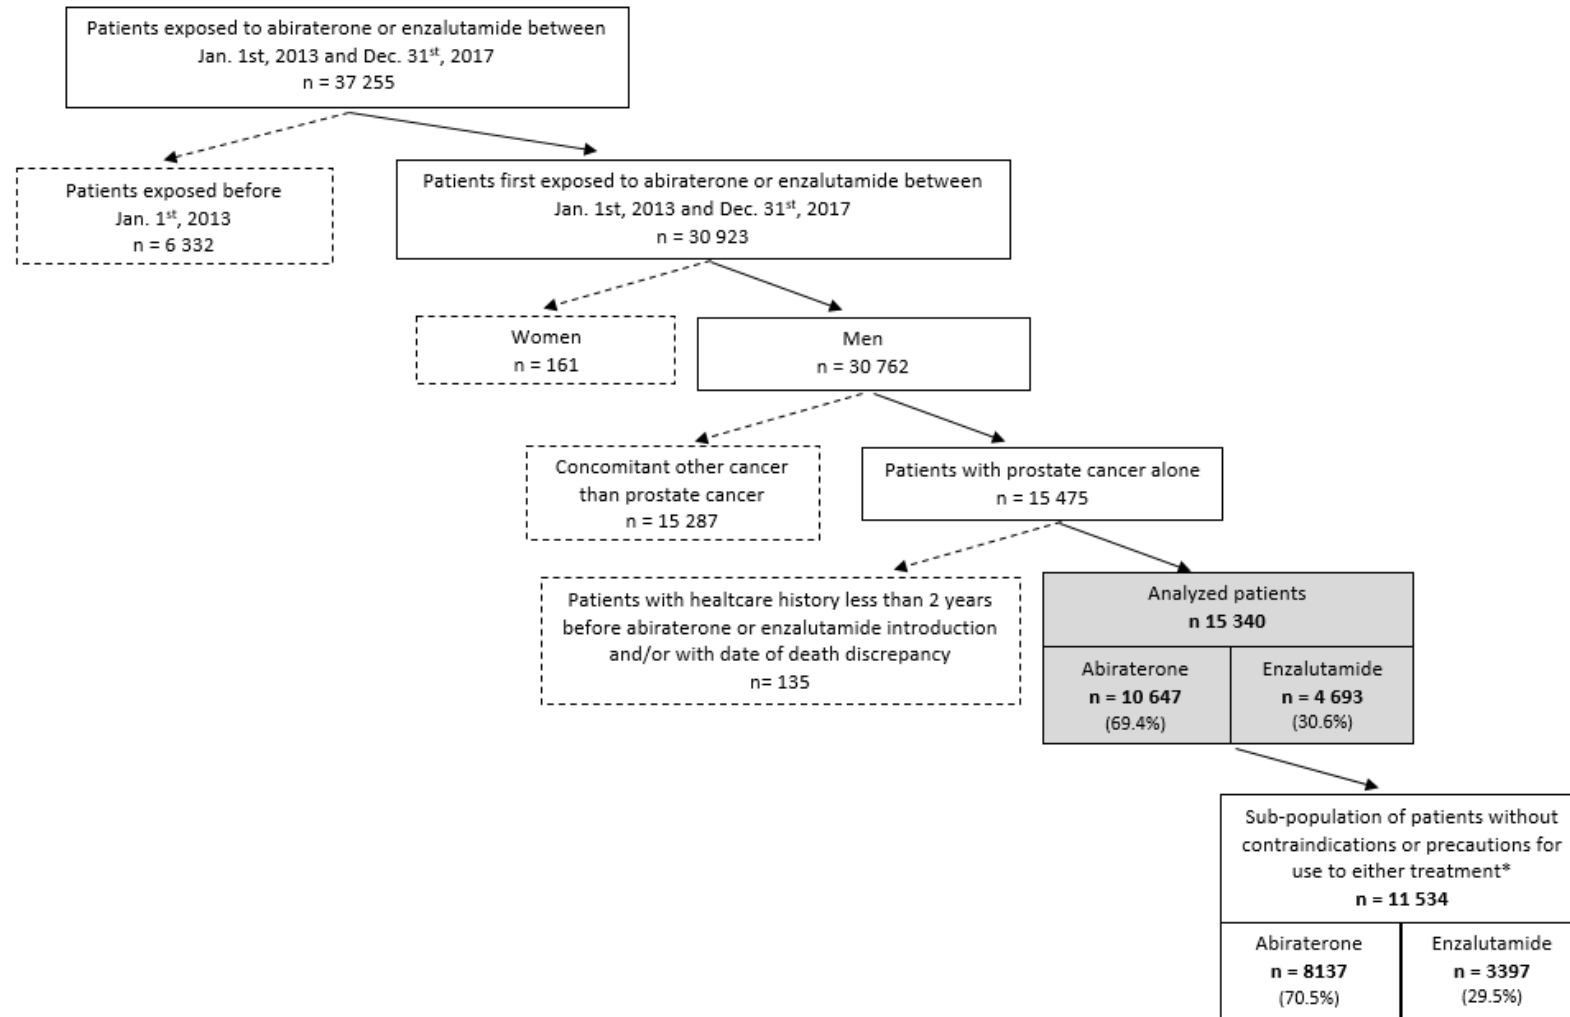 Patients exposed to abiraterone or enzalutamide between
Jan. 1st, 2013 and Dec. 31st, 2017
n = 37 255
Patients exposed before
Jan. 1st, 2013
n = 6 332
Patients first exposed to abiraterone or enzalutamide between
Jan. 1st, 2013 and Dec. 31st, 2017
n = 30 923
Women
n = 161
Men
n = 30 762
Concomitant other cancer
than prostate cancer
n = 15 287
Patients with prostate cancer alone
n = 15 475
Patients with healtcare history less than 2 years
before abiraterone or enzalutamide introduction
and/or with date of death discrepancy
n= 135
Analyzed patients
n 15 340
Abiraterone
n = 10 647
(69.4%)
Enzalutamide
n = 4 693
(30.6%)
Sub-population of patients without
contraindications or precautions for
use to either treatment*
n = 11 534
Abiraterone
n = 8137
(70.5%)
Enzalutamide
n = 3397
(29.5%)